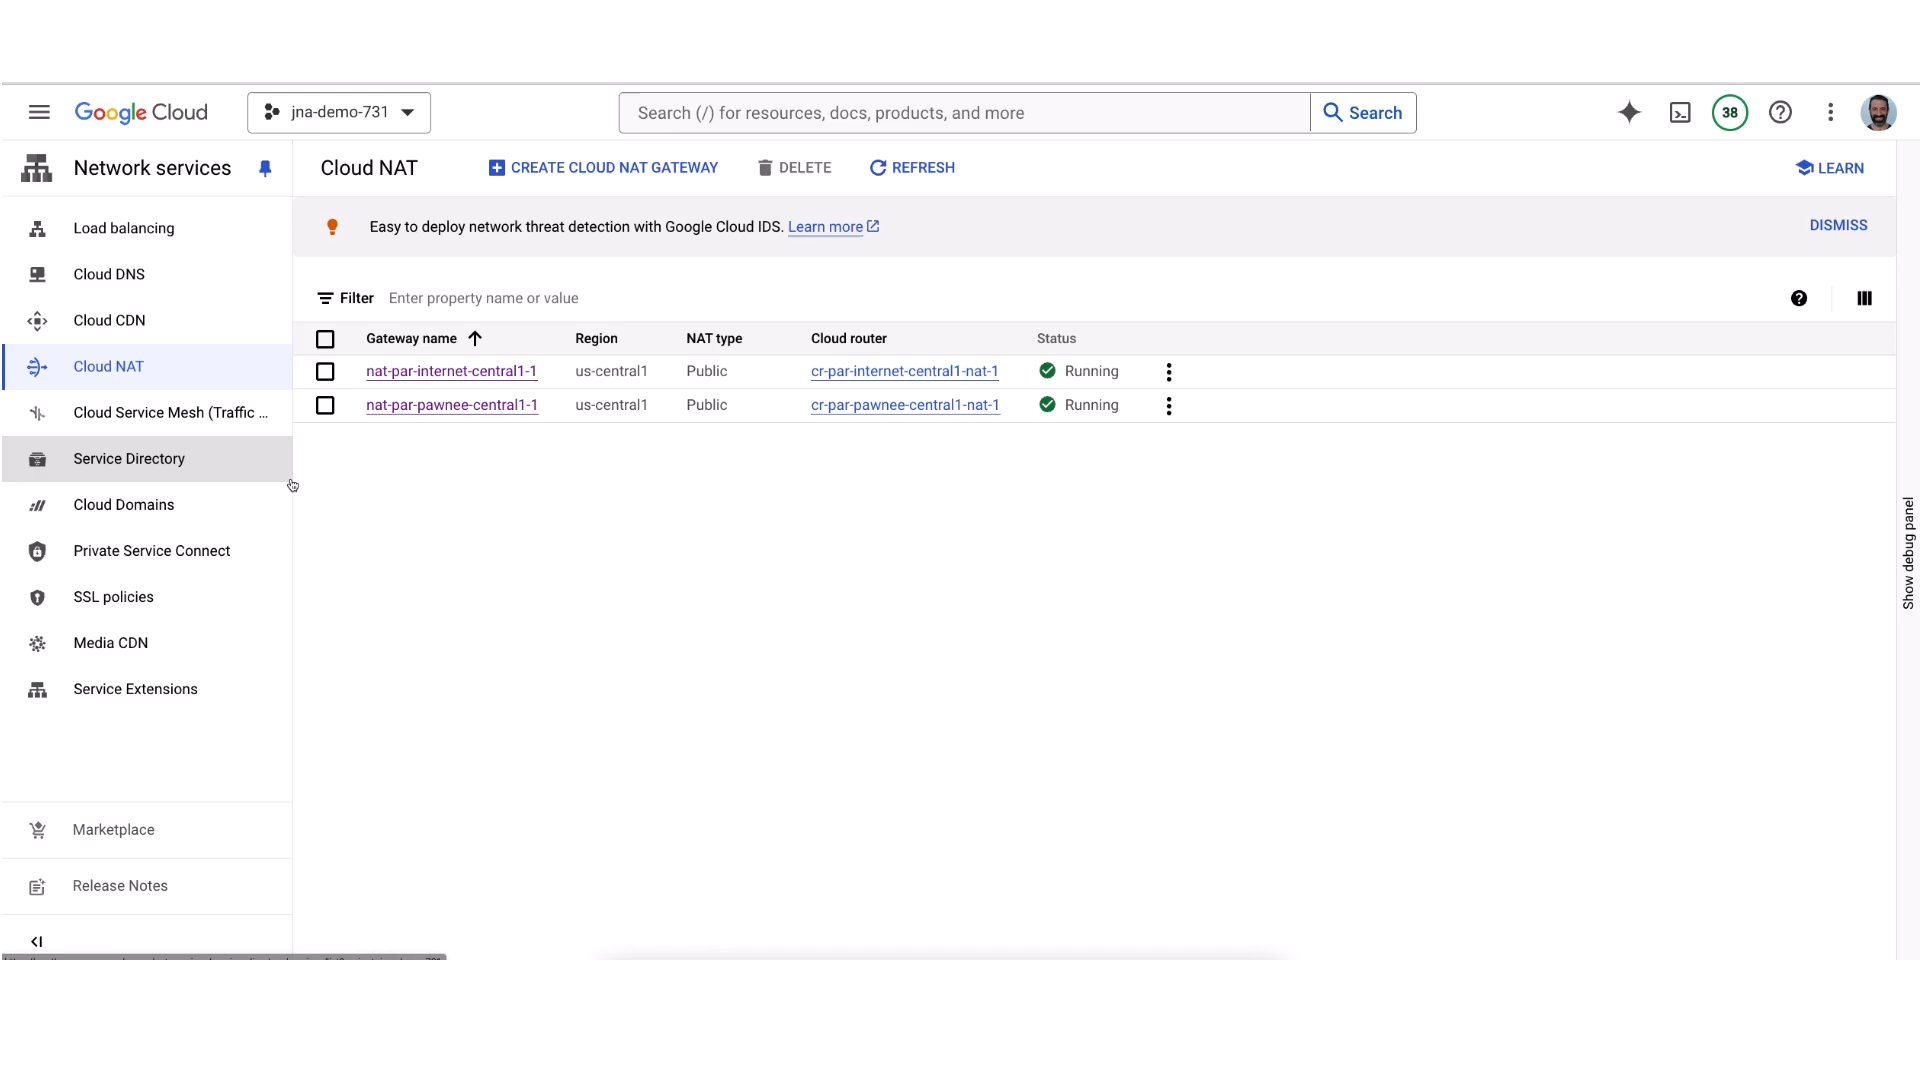 Google Cloud
jna-demo-731
Search (/) for resources, docs, products, and more
Search
38
Network services
Cloud NAT
CREATE CLOUD NAT GATEWAY
DELETE
REFRESH
LEARN
Load balancing
Cloud DNS
Cloud CDN
Cloud NAT
Cloud Service Mesh (Traffic ...
Service Directory
Cloud Domains
Private Service Connect
SSL policies
Media CDN
Service Extensions
Marketplace
Release Notes
Easy to deploy network threat detection with Google Cloud IDS. Learn more
DISMISS
Filter Enter property name or value
Gateway name Region NAT type Cloud router Status
nat-par-internet-central1-1 us-central1 Public cr-par-internet-central1-nat-1 Running
nat-par-pawnee-central1-1 us-central1 Public cr-par-pawnee-central1-nat-1 Running
Show debug panel